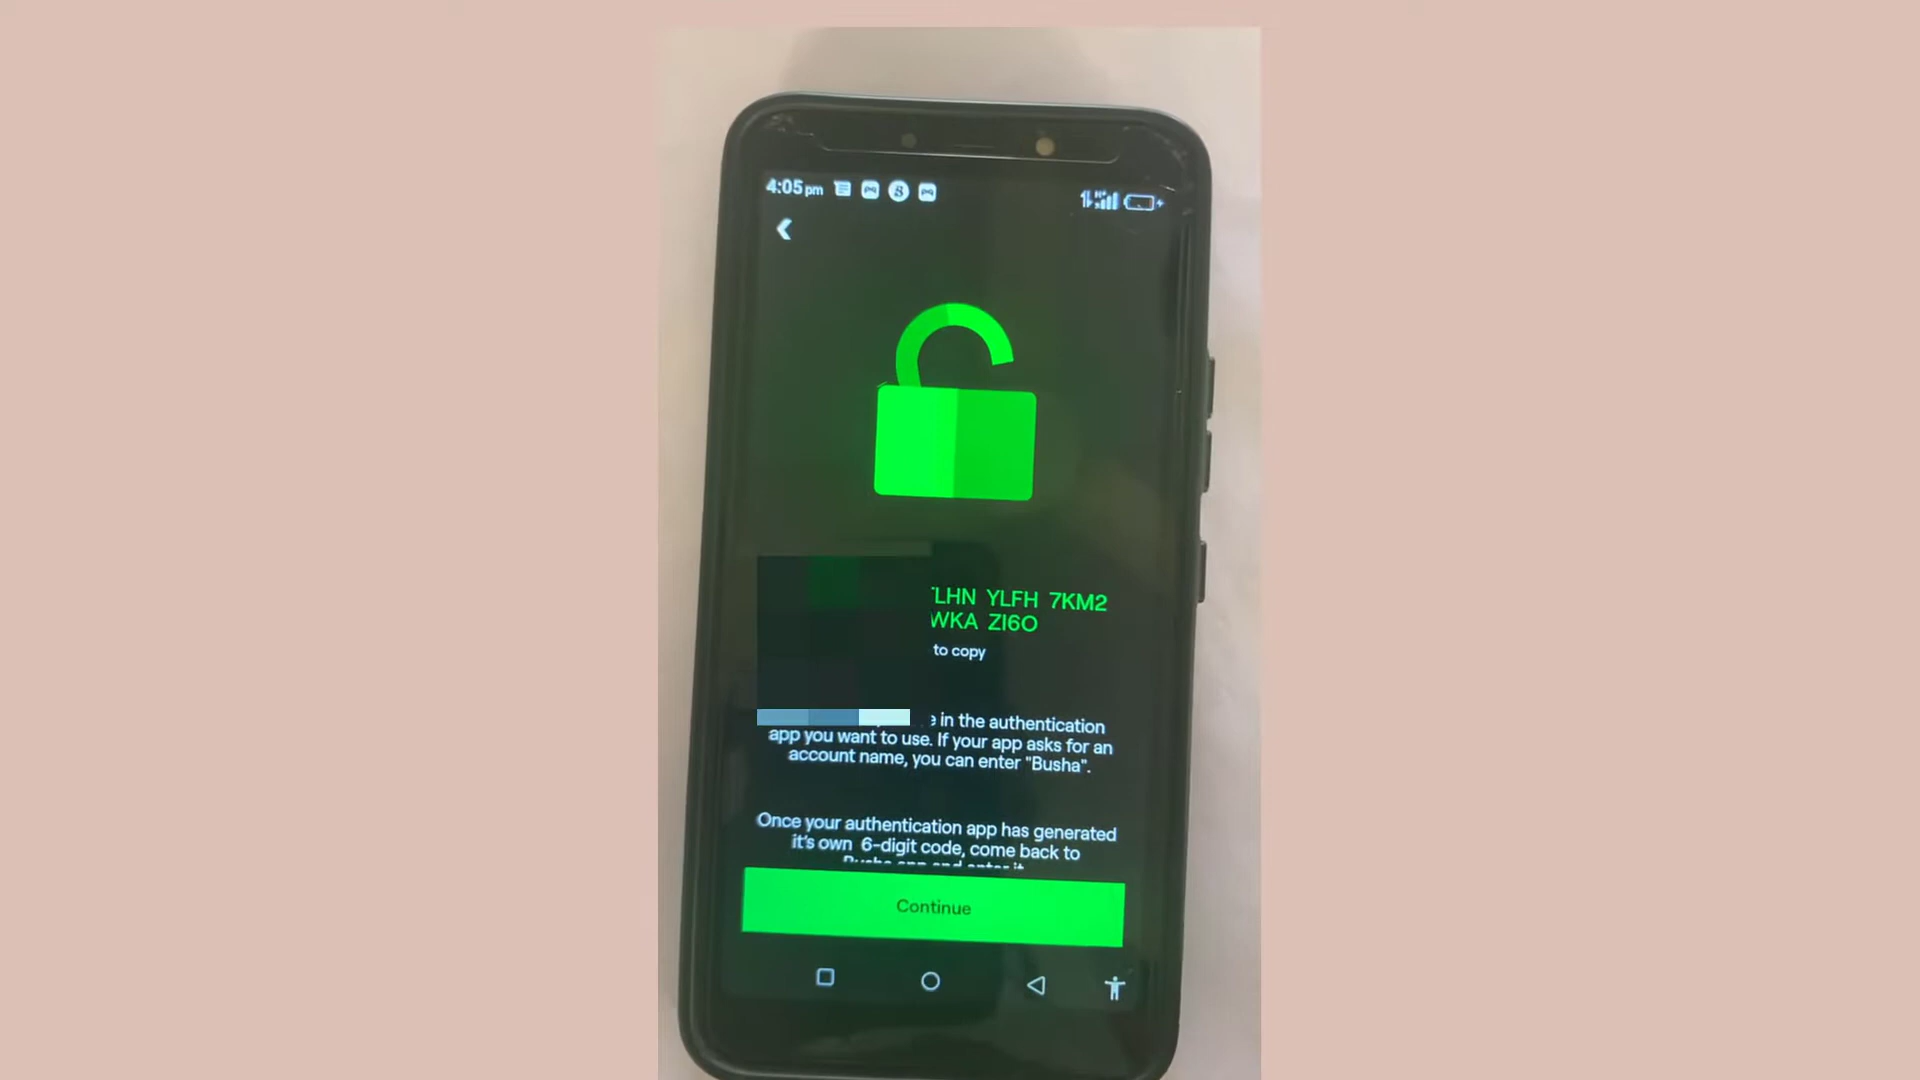 4:05 pm
LHN YLFH 7KM2
WKA ZI6O
to copy
in the authentication
app you want to use. If your app asks for an
account name, you can enter "Busha".
Once your authentication app has generated
it's own 6-digit code, come back to
Continue